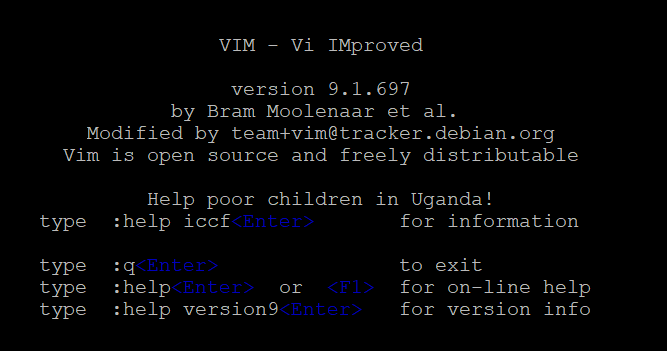 VIM - Vi IMproved
version 9.1.697
by Bram Moolenaar et al.
Modified by team+vim@tracker.debian.org
Vim is open source and freely distributable
Help poor children in Uganda!
type  :help iccf<Enter>       for information
type  :q<Enter>               to exit
type  :help<Enter>  or  <F1>  for on-line help
type  :help version9<Enter>   for version info